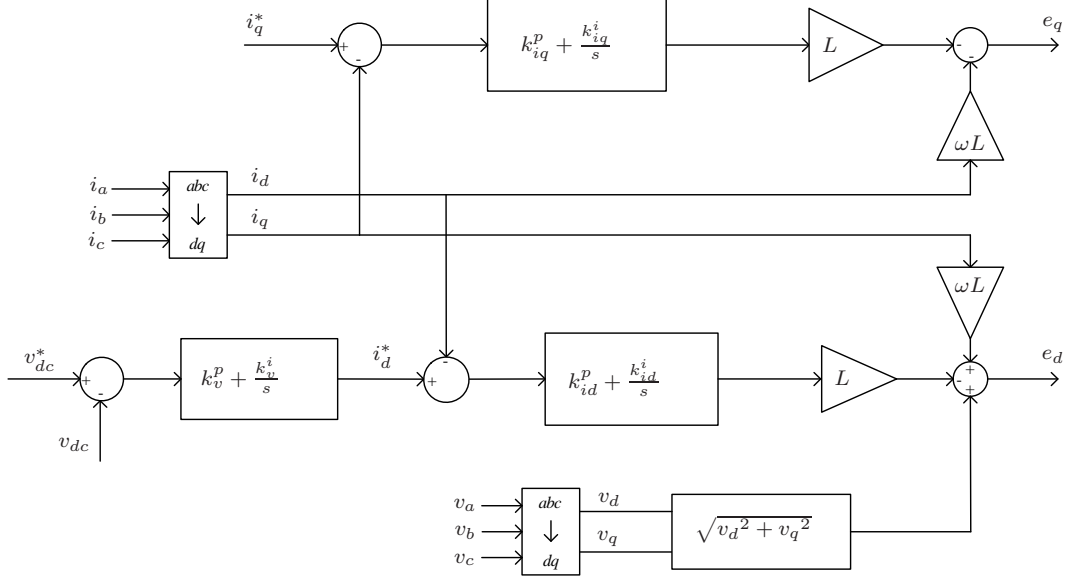 i_q^*
+
-
k_{iq}^p + \frac{k_{iq}^i}{s}
L
-
-
e_q
ωL
i_a
i_b
i_c
abc
↓
dq
i_d
i_q
ωL
v_{dc}^*
+
-
v_{dc}
k_v^p + \frac{k_v^i}{s}
i_d^*
-
+
k_{id}^p + \frac{k_{id}^i}{s}
L
+
-
+
e_d
v_a
v_b
v_c
abc
↓
dq
v_d
v_q
\sqrt{v_d^2 + v_q^2}